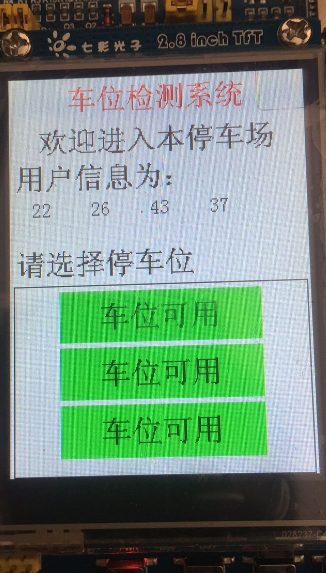 七彩光子 2.8 inch TFT
车位检测系统
欢迎进入本停车场
用户信息为：
22 26 43 37
请选择停车位
车位可用
车位可用
车位可用